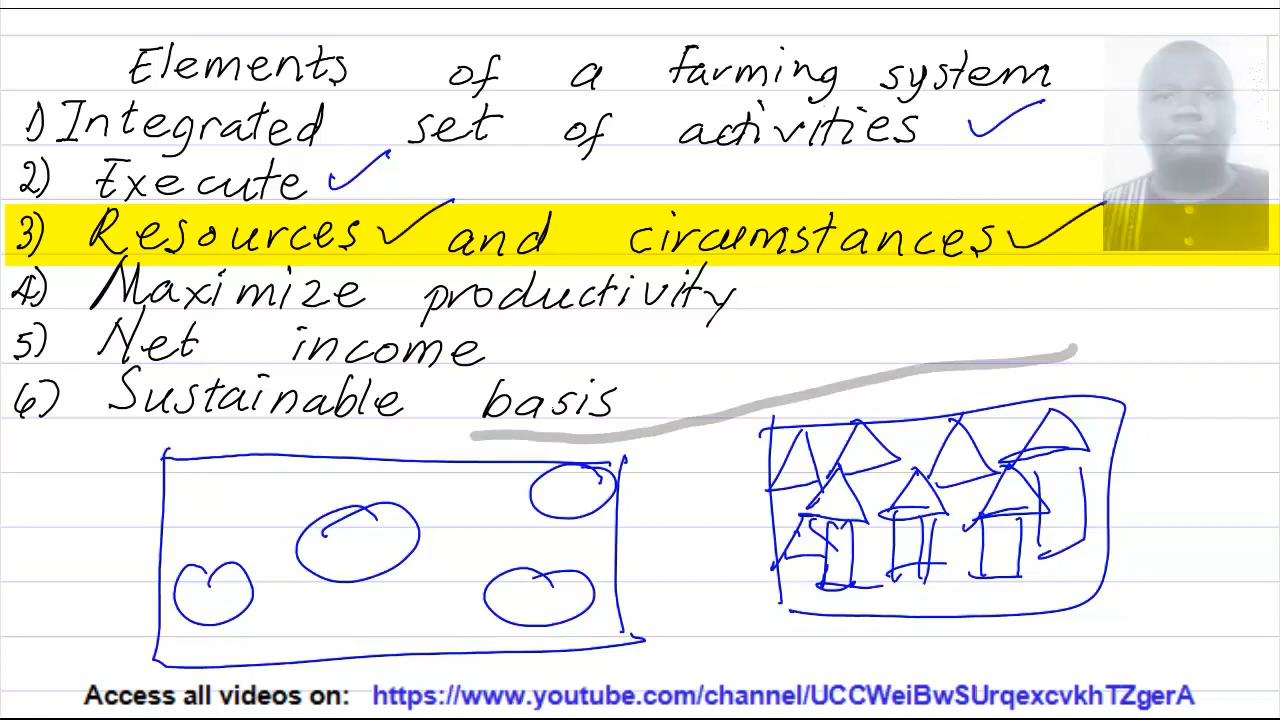 Elements of a farming system
1) Integrated set of activities
2) Execute
3) Resources and circumstances
4) Maximize productivity
5) Net income
6) Sustainable basis
Access all videos on: https://www.youtube.com/channel/UCCWeiBwSUrqexcvkhTZgerA